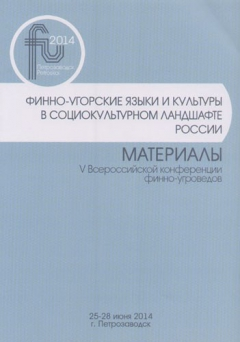 2014
ФИННО-УГОРСКИЕ ЯЗЫКИ И КУЛЬТУРЫ
В СОЦИОКУЛЬТУРНОМ ЛАНДШАФТЕ
РОССИИ
МАТЕРИАЛЫ
V Всероссийской конференции
финно-угроведов
25-28 июня 2014
г. Петрозаводск